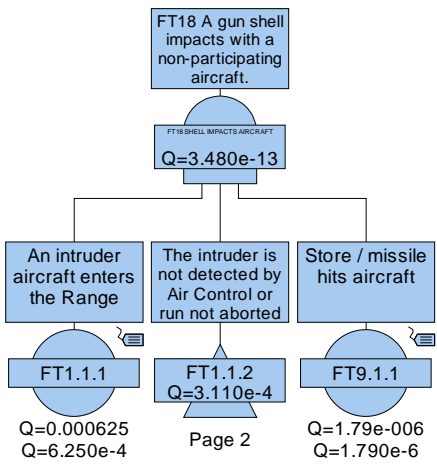 FT18 A gun shell
impacts with a
non-participating
aircraft.
FT18 SHELL IMPACTS AIRCRAFT
Q=3.480e-13
An intruder
aircraft enters
the Range
FT1.1.1
Q=0.000625
Q=6.250e-4
The intruder is
not detected by
Air Control or
run not aborted
FT1.1.2
Q=3.110e-4
Page 2
Store / missile
hits aircraft
FT9.1.1
Q=1.79e-006
Q=1.790e-6